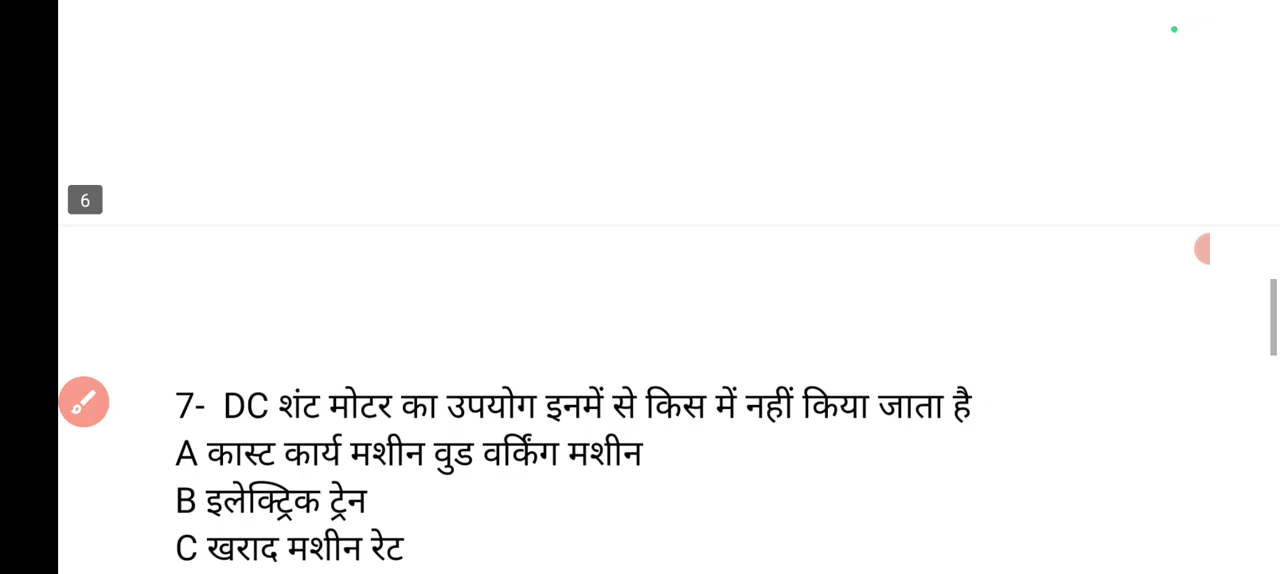 6
7- DC शंट मोटर का उपयोग इनमें से किस में नहीं किया जाता है
A कास्ट कार्य मशीन वुड वर्किंग मशीन
B इलेक्ट्रिक ट्रेन
C खराद मशीन रेट